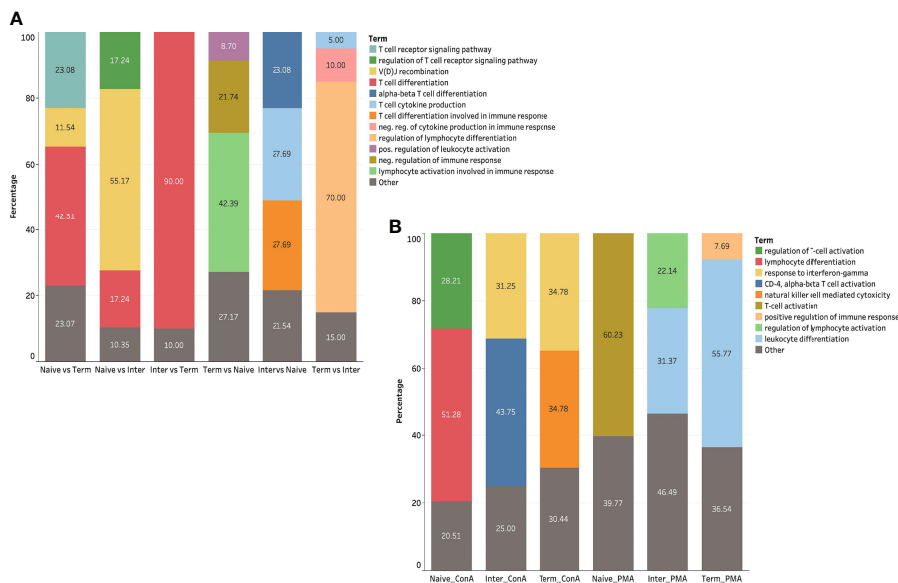 A
100
80
60
40
20
0
Percentage
23.08
11.54
42.31
23.07
17.24
55.17
17.24
10.35
90.00
10.00
8.70
21.74
42.39
27.17
23.08
27.69
27.69
21.54
5.00
10.00
70.00
15.00
Naive vs Term
Naive vs Inter
Inter vs Term
Term vs Naive
Intervs Naive
Term vs Inter
Term
T cell receptor signaling pathway
regulation of T cell receptor signaling pathway
V(D)J recombination
T cell differentiation
alpha-beta T cell differentiation
T cell cytokine production
T cell differentiation involved in immune response
neg. reg. of cytokine production in immune response
regulation of lymphocyte differentiation
pos. regulation of leukocyte activation
neg. regulation of immune response
lymphocyte activation involved in immune response
Other
B
100
80
60
40
20
0
Percentage
28.21
51.28
20.51
31.25
43.75
25.00
34.78
34.78
30.44
60.23
39.77
22.14
31.37
46.49
7.69
55.77
36.54
Naive_ConA
Inter_ConA
Term_ConA
Naive_PMA
Inter_PMA
Term_PMA
Term
regulation of T-cell activation
lymphocyte differentiation
response to interferon-gamma
CD-4, alpha-beta T cell activation
natural killer cell mediated cytoxicity
T-cell activation
positive regulation of immune response
regulation of lymphocyte activation
leukocyte differentiation
Other